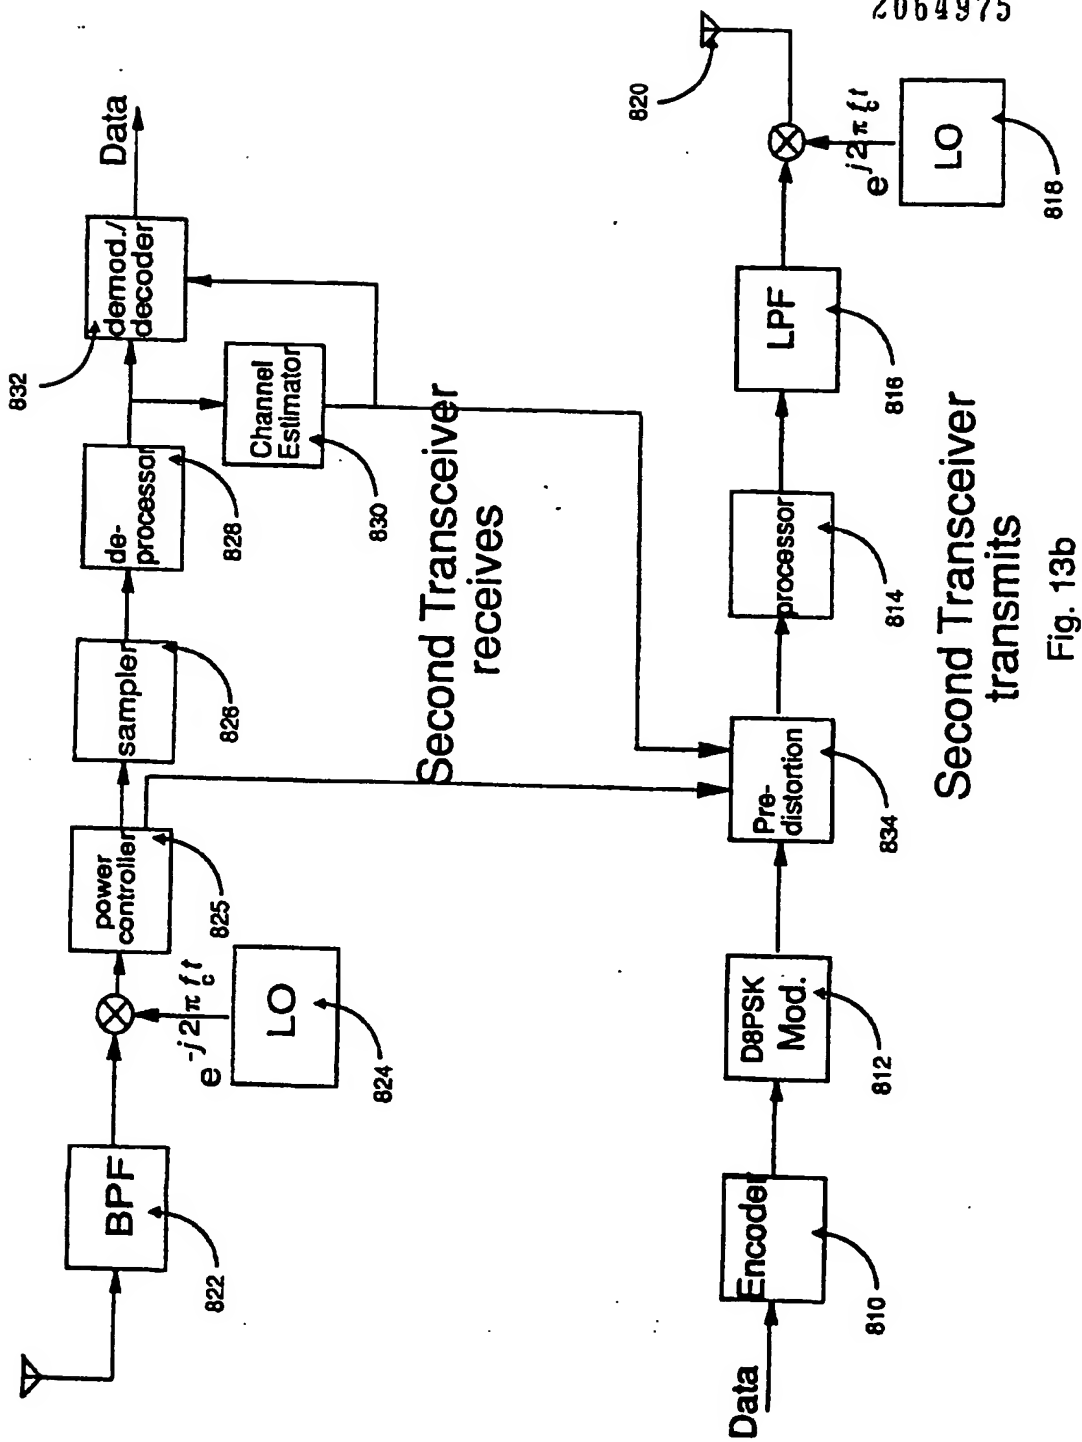 2064975
BPF
822
e^{-j2πf_ct}
LO
824
power
controller
825
sampler
826
de-
processor
828
Channel
Estimator
830
demod./
decoder
832
Data
Second Transceiver
receives
Data
Encoder
810
D8PSK
Mod.
812
Pre-
distortion
834
processor
814
LPF
816
e^{j2πf_ct}
LO
818
820
Second Transceiver
transmits
Fig. 13b